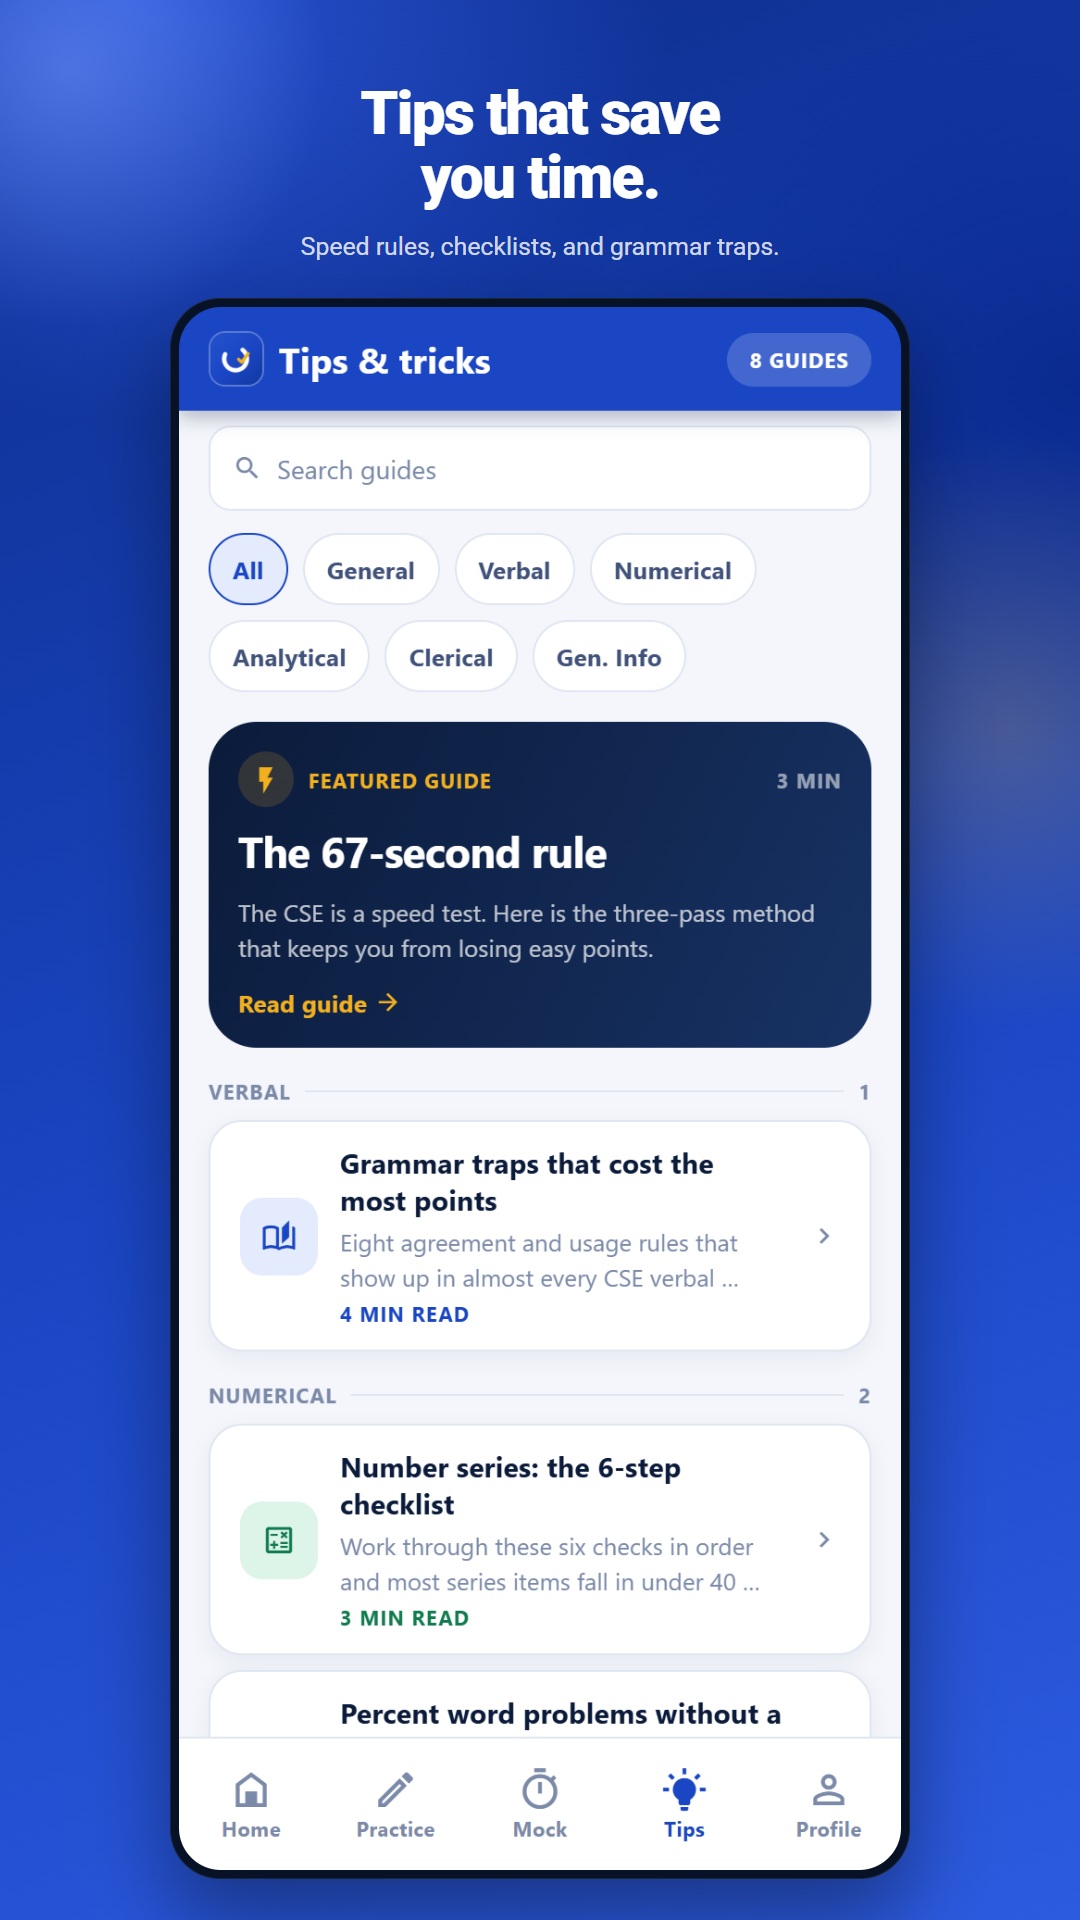 Tips that save
you time.
Speed rules, checklists, and grammar traps.
Tips & tricks
8 GUIDES
Search guides
All
General
Verbal
Numerical
Analytical
Clerical
Gen. Info
FEATURED GUIDE
3 MIN
The 67-second rule
The CSE is a speed test. Here is the three-pass method
that keeps you from losing easy points.
Read guide →
VERBAL
1
Grammar traps that cost the
most points
Eight agreement and usage rules that
show up in almost every CSE verbal ...
4 MIN READ
NUMERICAL
2
Number series: the 6-step
checklist
Work through these six checks in order
and most series items fall in under 40 ...
3 MIN READ
Percent word problems without a
Home
Practice
Mock
Tips
Profile